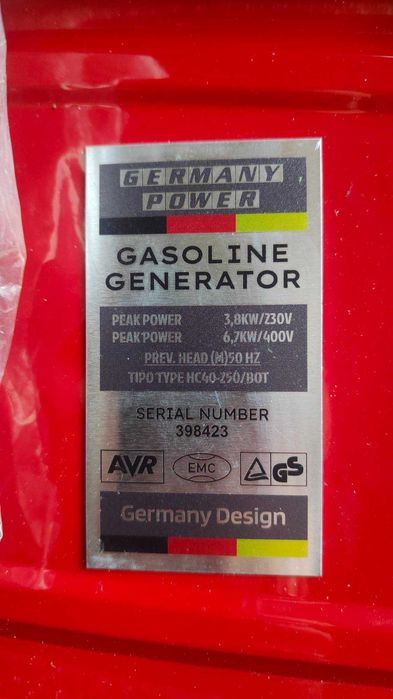 GERMANY
POWER
GASOLINE
GENERATOR
PEAK POWER 3,8KW/230V
PEAK POWER 6,7KW/400V
PREV. HEAD (M)50 HZ
TIPO TYPE HC40-250/BOT
SERIAL NUMBER
398423
AVR EMC GS
Germany Design